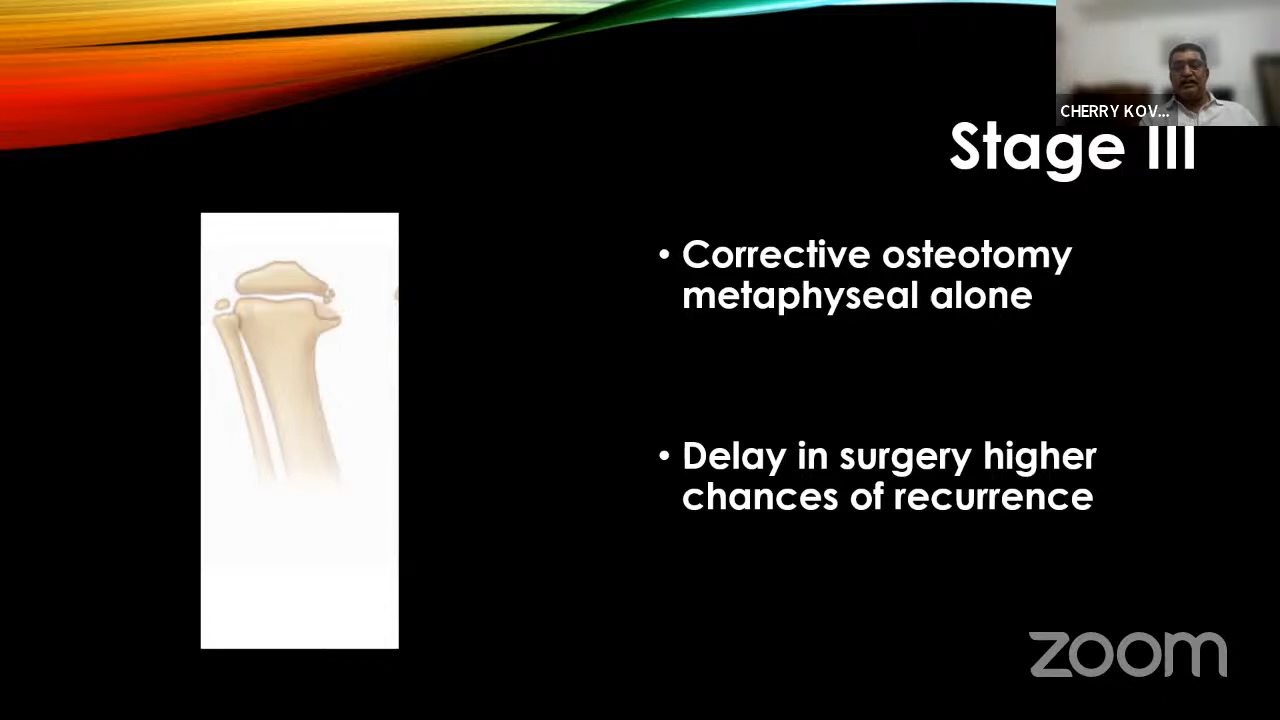 CHERRY KOV...
Stage III
• Corrective osteotomy
metaphyseal alone
• Delay in surgery higher
chances of recurrence
zoom